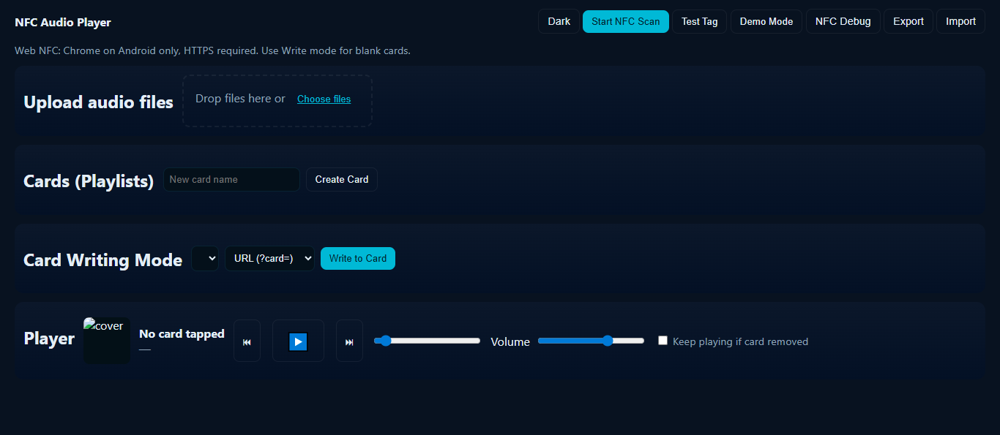 NFC Audio Player
Dark Start NFC Scan Test Tag Demo Mode NFC Debug Export Import
Web NFC: Chrome on Android only, HTTPS required. Use Write mode for blank cards.
Upload audio files Drop files here or Choose files
Cards (Playlists) New card name Create Card
Card Writing Mode URL (?card=) Write to Card
Player cover No card tapped Volume Keep playing if card removed
—